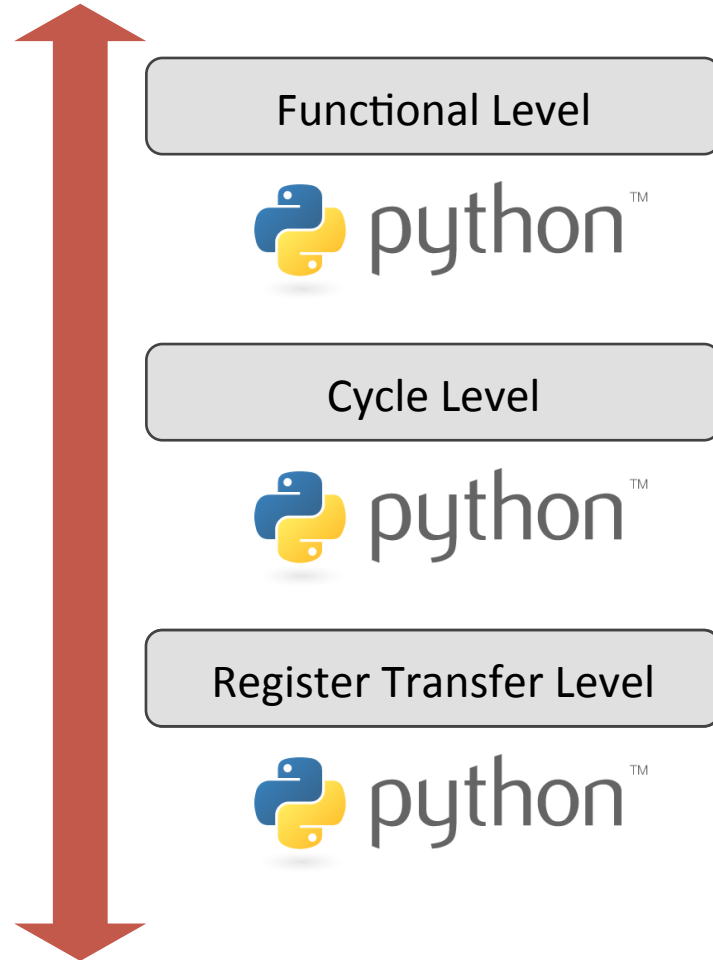 Functional Level
python™
Cycle Level
python™
Register Transfer Level
python™